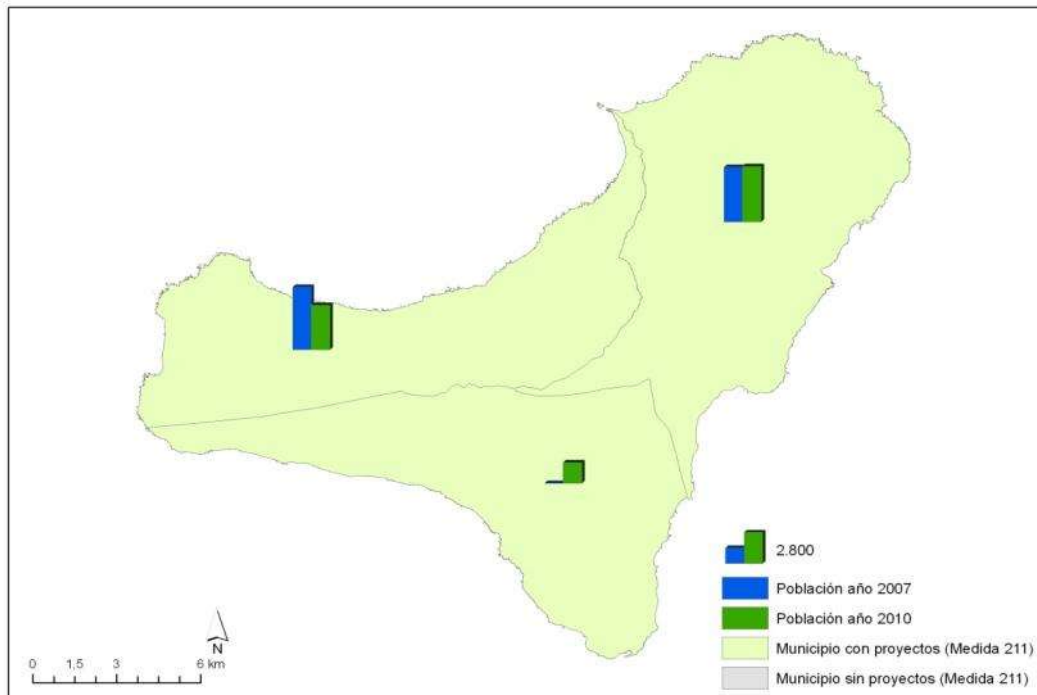 2.800
Población año 2007
Población año 2010
Municipio con proyectos (Medida 211)
Municipio sin proyectos (Medida 211)
N
0 1,5 3 6 km